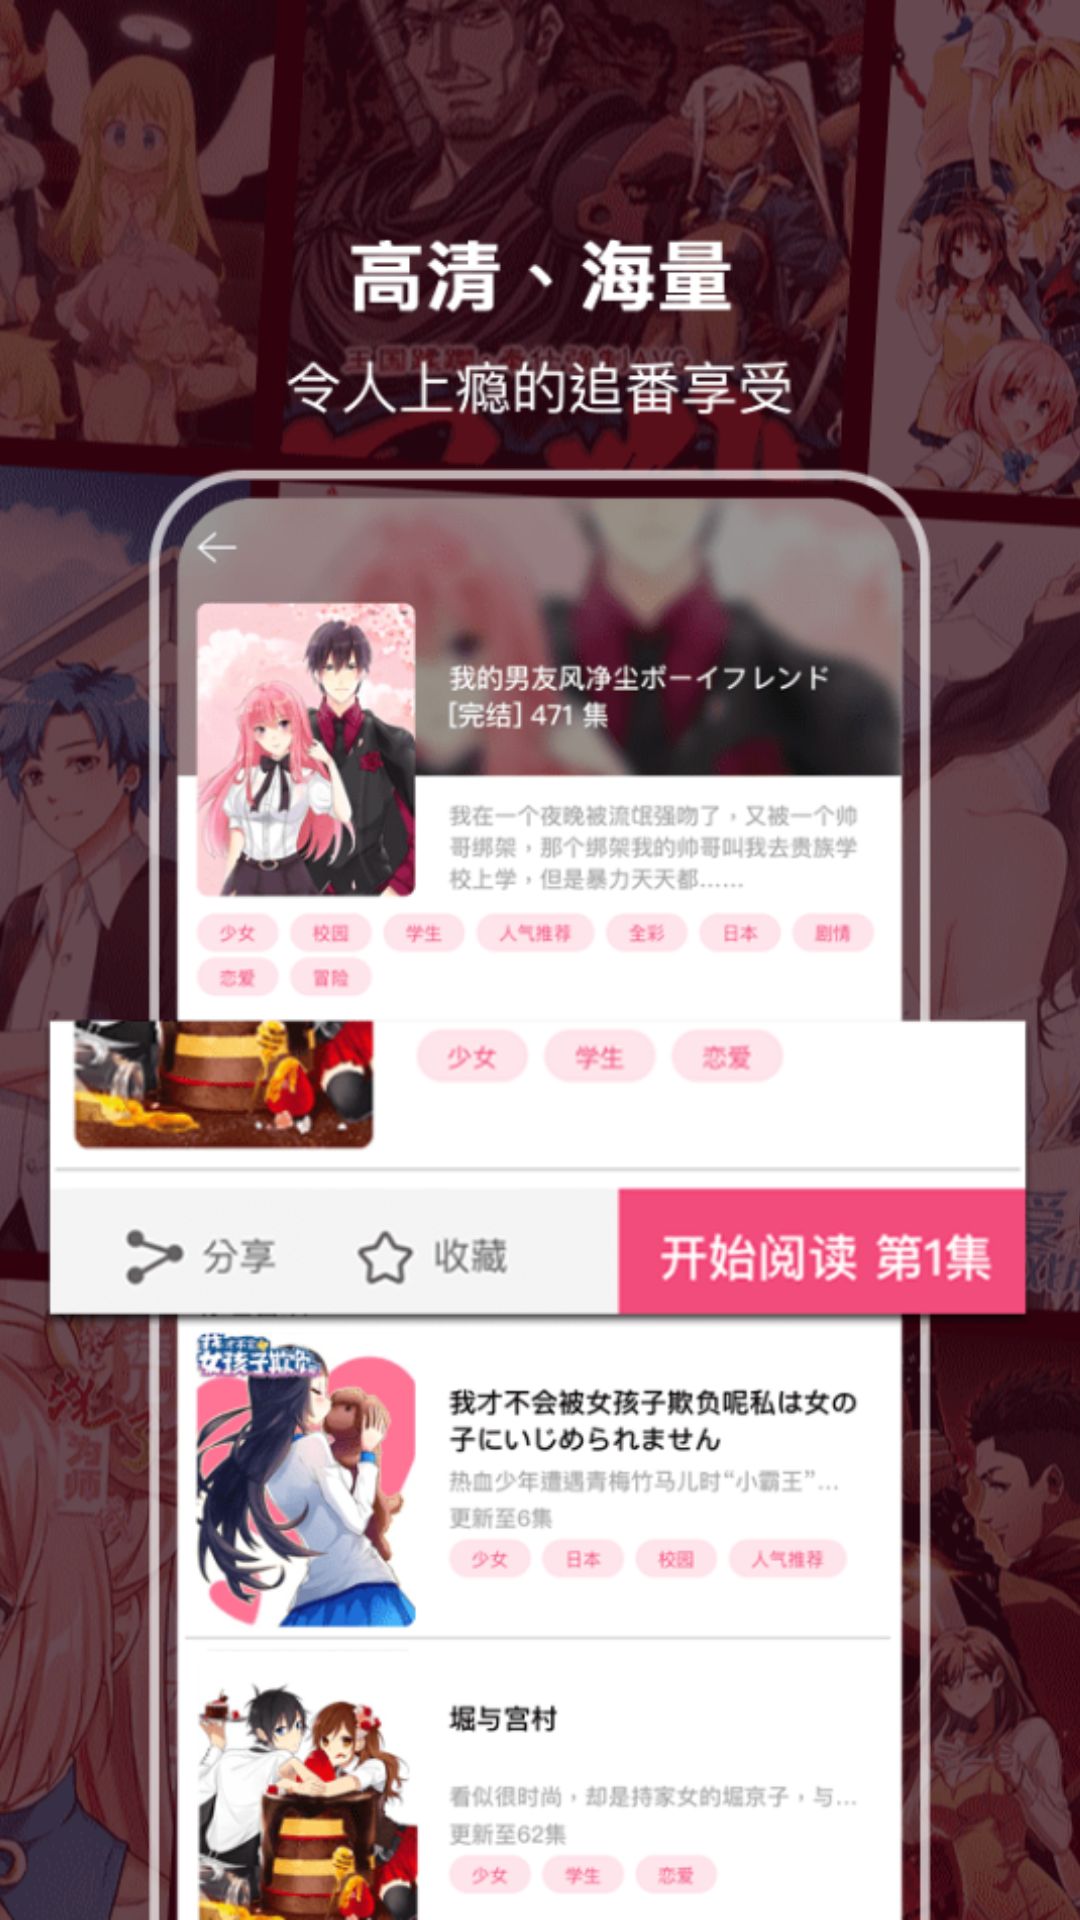 高清、海量
令人上瘾的追番享受
我的男友风净尘ボーイフレンド
[完结] 471 集
我在一个夜晚被流氓强吻了，又被一个帅
哥绑架，那个绑架我的帅哥叫我去贵族学
校上学，但是暴力天天都……
少女 校园 学生 人气推荐 全彩 日本 剧情
恋爱 冒险
少女 学生 恋爱
分享 收藏 开始阅读 第1集
我才不会被女孩子欺负呢私は女の
子にいじめられません
热血少年遭遇青梅竹马儿时“小霸王”...
更新至6集
少女 日本 校园 人气推荐
堀与宫村
看似很时尚，却是持家女的堀京子，与...
更新至62集
少女 学生 恋爱